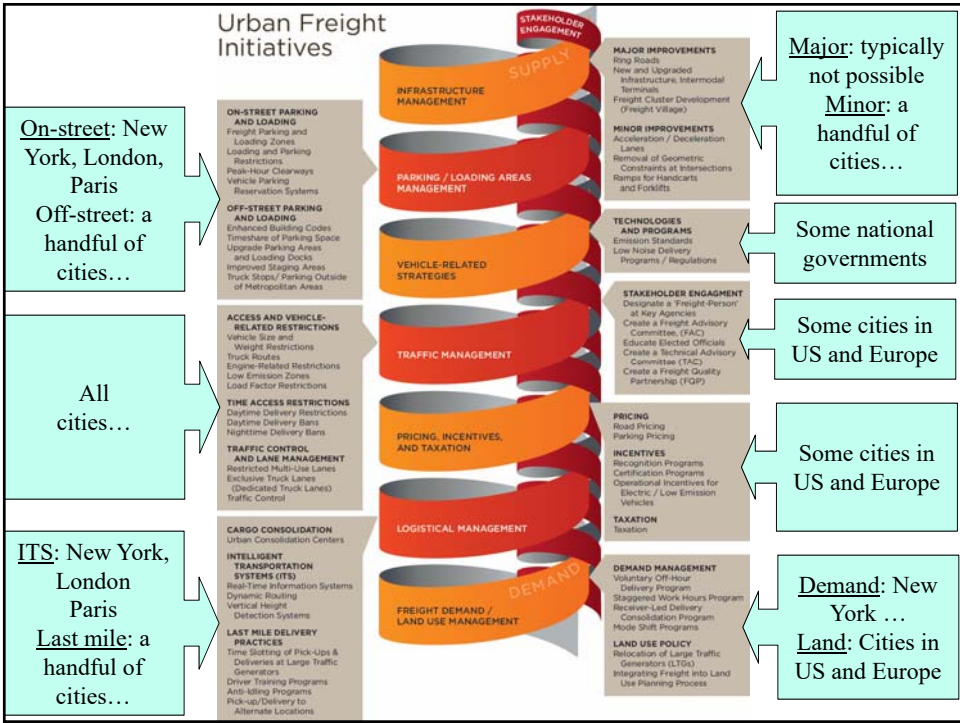 Urban Freight
Initiatives
STAKEHOLDER
ENGAGEMENT
SUPPLY
INFRASTRUCTURE
MANAGEMENT
PARKING / LOADING AREAS
MANAGEMENT
VEHICLE-RELATED
STRATEGIES
TRAFFIC MANAGEMENT
PRICING, INCENTIVES,
AND TAXATION
LOGISTICAL MANAGEMENT
DEMAND
FREIGHT DEMAND /
LAND USE MANAGEMENT
On-street: New
York, London,
Paris
Off-street: a
handful of
cities…
ON-STREET PARKING
AND LOADING
Freight Parking and
Loading Zones
Loading and Parking
Restrictions
Peak-Hour Clearways
Vehicle Parking
Reservation Systems
OFF-STREET PARKING
AND LOADING
Enhanced Building Codes
Timeshare of Parking Space
Upgrade Parking Areas
and Loading Docks
Improved Staging Areas
Truck Stops/ Parking Outside
of Metropolitan Areas
All
cities…
ACCESS AND VEHICLE-
RELATED RESTRICTIONS
Vehicle Size and
Weight Restrictions
Truck Routes
Engine-Related Restrictions
Low Emission Zones
Load Factor Restrictions
TIME ACCESS RESTRICTIONS
Daytime Delivery Restrictions
Daytime Delivery Bans
Nighttime Delivery Bans
TRAFFIC CONTROL
AND LANE MANAGEMENT
Restricted Multi-Use Lanes
Exclusive Truck Lanes
(Dedicated Truck Lanes)
Traffic Control
ITS: New York,
London
Paris
Last mile: a
handful of
cities…
CARGO CONSOLIDATION
Urban Consolidation Centers
INTELLIGENT
TRANSPORTATION
SYSTEMS (ITS)
Real-Time Information Systems
Dynamic Routing
Vertical Height
Detection Systems
LAST MILE DELIVERY
PRACTICES
Time Slotting of Pick-Ups &
Deliveries at Large Traffic
Generators
Driver Training Programs
Anti-Idling Programs
Pick-up/Delivery to
Alternate Locations
MAJOR IMPROVEMENTS
Ring Roads
New and Upgraded
Infrastructure, Intermodal
Terminals
Freight Cluster Development
(Freight Village)
MINOR IMPROVEMENTS
Acceleration / Deceleration
Lanes
Removal of Geometric
Constraints at Intersections
Ramps for Handcarts
and Forklifts
Major: typically
not possible
Minor: a
handful of
cities…
TECHNOLOGIES
AND PROGRAMS
Emission Standards
Low Noise Delivery
Programs / Regulations
Some national
governments
STAKEHOLDER ENGAGMENT
Designate a 'Freight-Person'
at Key Agencies
Create a Freight Advisory
Committee, (FAC)
Educate Elected Officials
Create a Technical Advisory
Committee (TAC)
Create a Freight Quality
Partnership (FQP)
Some cities in
US and Europe
PRICING
Road Pricing
Parking Pricing
INCENTIVES
Recognition Programs
Certification Programs
Operational Incentives for
Electric / Low Emission
Vehicles
TAXATION
Taxation
Some cities in
US and Europe
DEMAND MANAGEMENT
Voluntary Off-Hour
Delivery Program
Staggered Work Hours Program
Receiver-Led Delivery
Consolidation Program
Mode Shift Programs
LAND USE POLICY
Relocation of Large Traffic
Generators (LTGs)
Integrating Freight into Land
Use Planning Process
Demand: New
York …
Land: Cities in
US and Europe